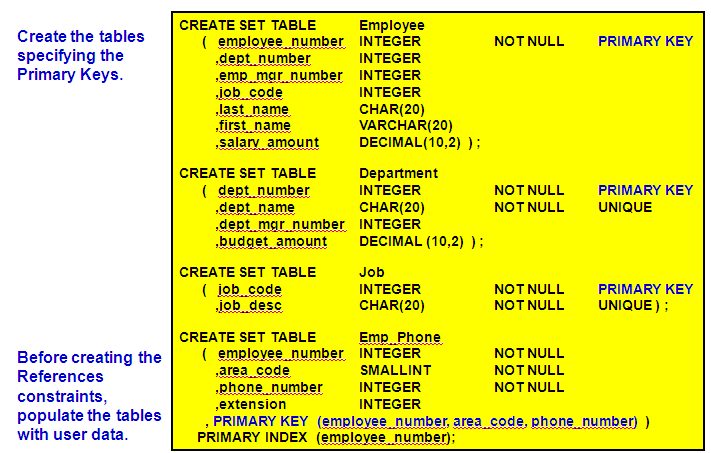 Create the tables
specifying the
Primary Keys.
CREATE SET TABLE Employee
( employee_number INTEGER NOT NULL PRIMARY KEY
,dept_number INTEGER
,emp_mgr_number INTEGER
,job_code INTEGER
,last_name CHAR(20)
,first_name VARCHAR(20)
,salary_amount DECIMAL(10,2) ) ;
CREATE SET TABLE Department
( dept_number INTEGER NOT NULL PRIMARY KEY
,dept_name CHAR(20) NOT NULL UNIQUE
,dept_mgr_number INTEGER
,budget_amount DECIMAL (10,2) ) ;
CREATE SET TABLE Job
( job_code INTEGER NOT NULL PRIMARY KEY
,job_desc CHAR(20) NOT NULL UNIQUE ) ;
CREATE SET TABLE Emp_Phone
( employee_number INTEGER NOT NULL
,area_code SMALLINT NOT NULL
,phone_number INTEGER NOT NULL
,extension INTEGER
, PRIMARY KEY (employee_number, area_code, phone_number) )
PRIMARY INDEX (employee_number);
Before creating the
References
constraints,
populate the tables
with user data.